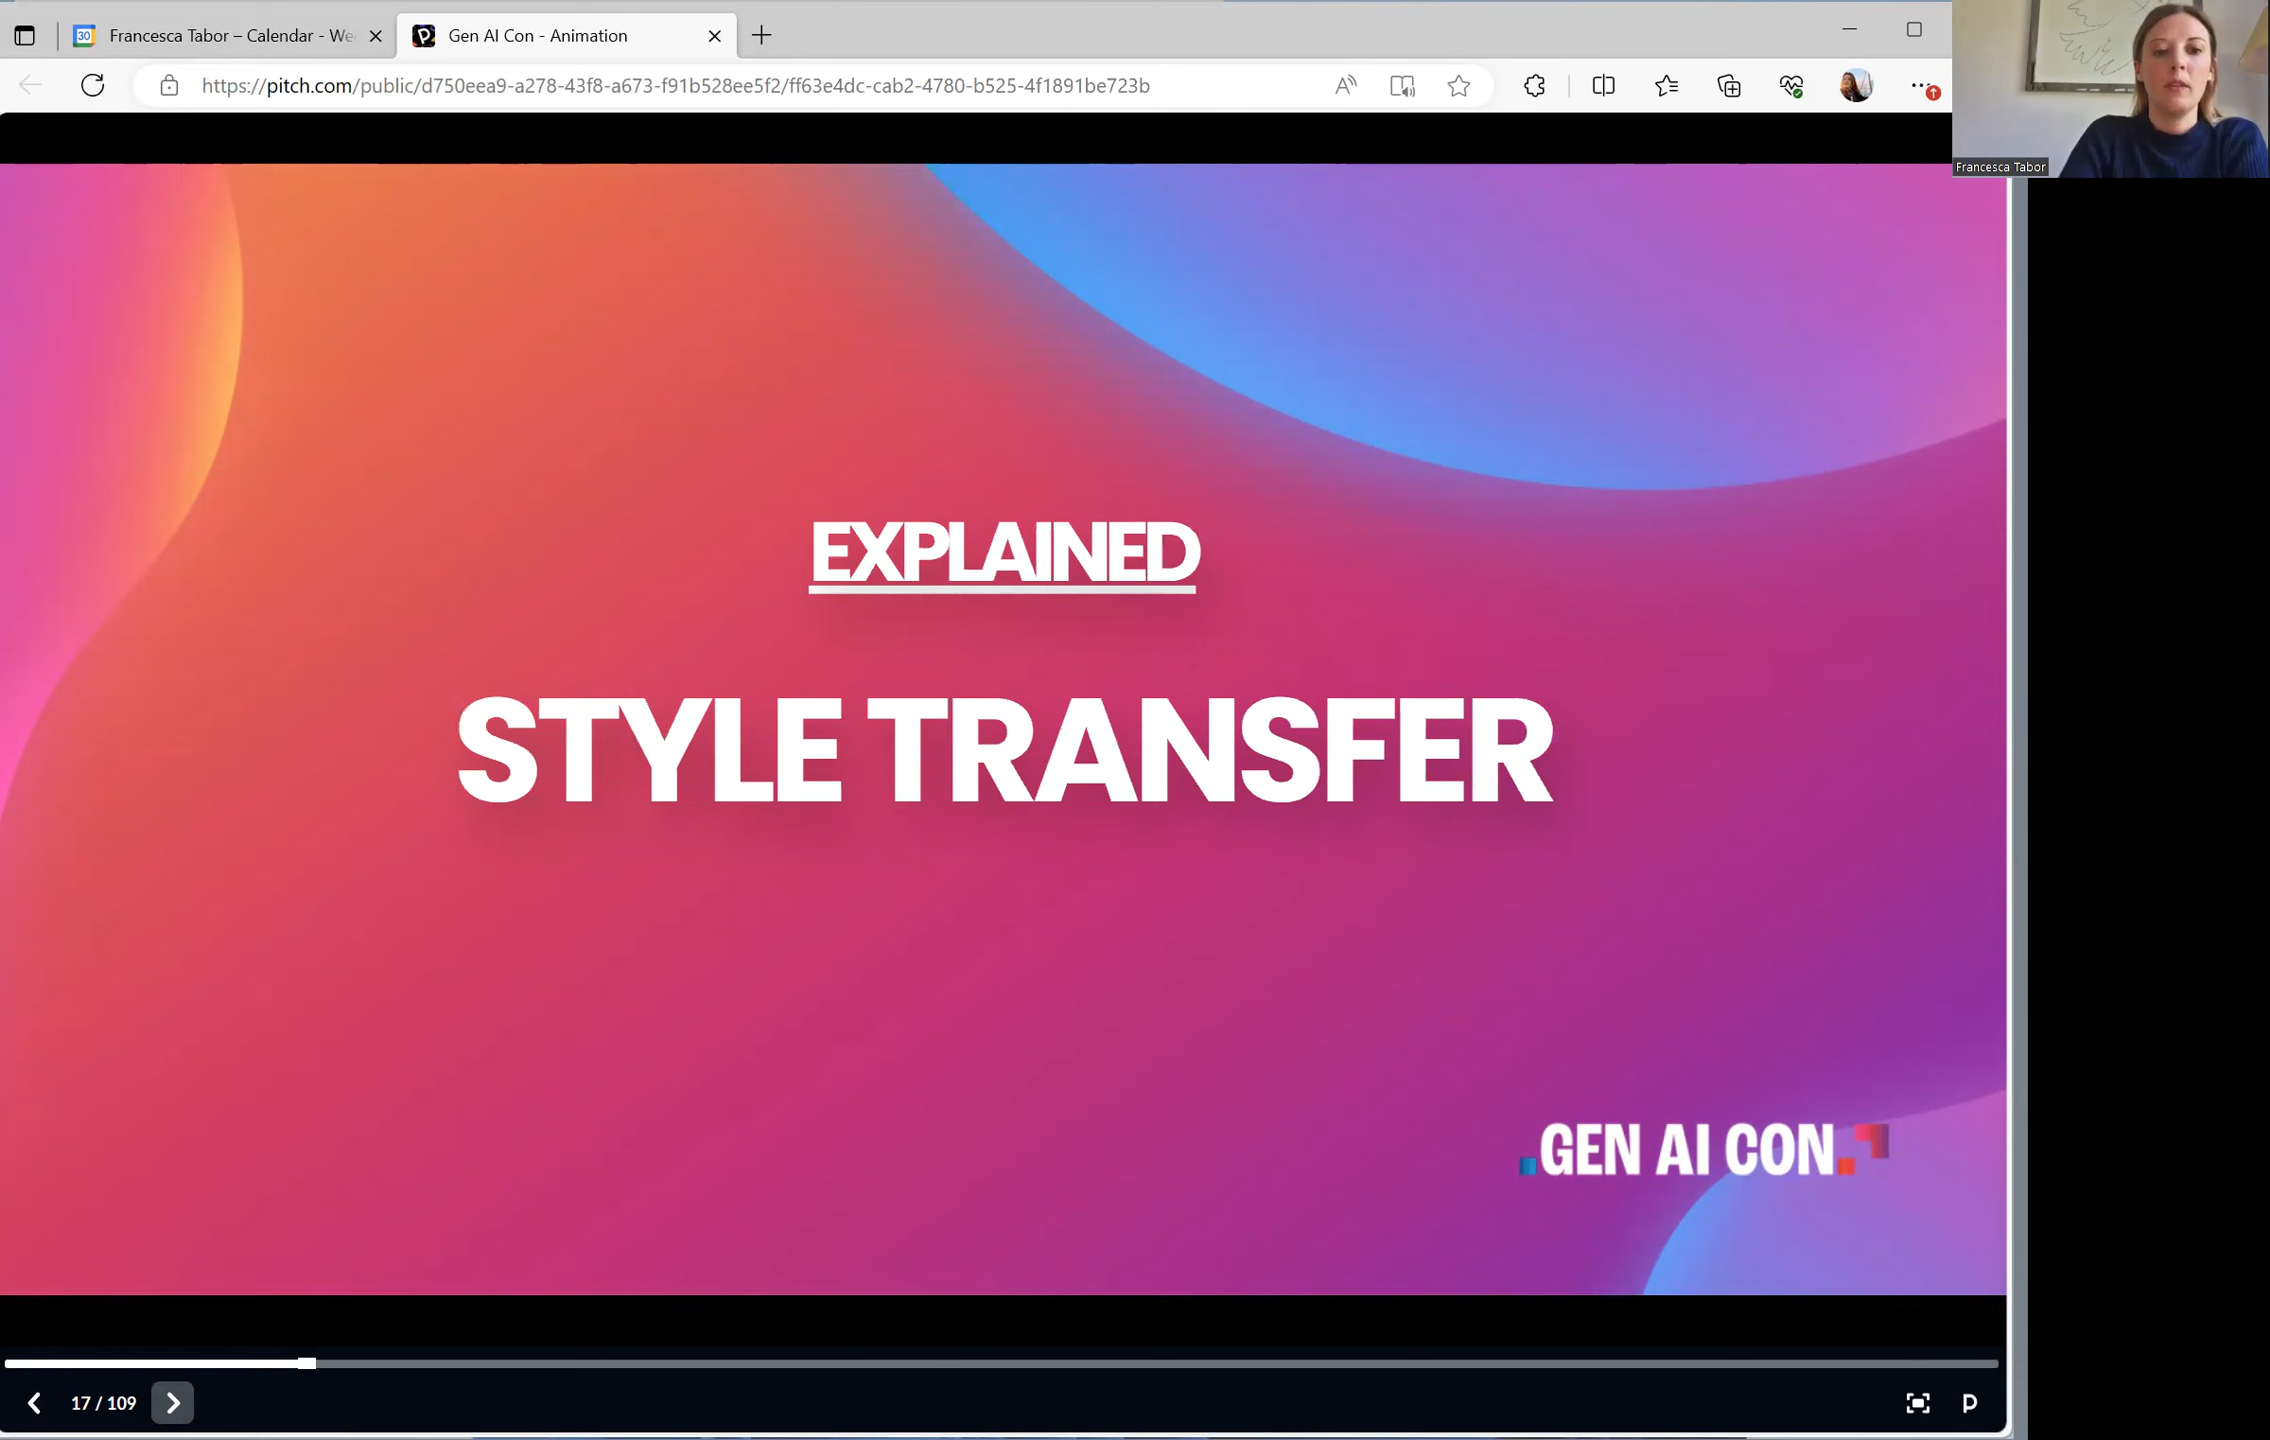 Francesca Tabor – Calendar - We
Gen AI Con - Animation
https://pitch.com/public/d750eea9-a278-43f8-a673-f91b528ee5f2/ff63e4dc-cab2-4780-b525-4f1891be723b
Francesca Tabor
EXPLAINED
STYLE TRANSFER
GEN AI CON
17 / 109